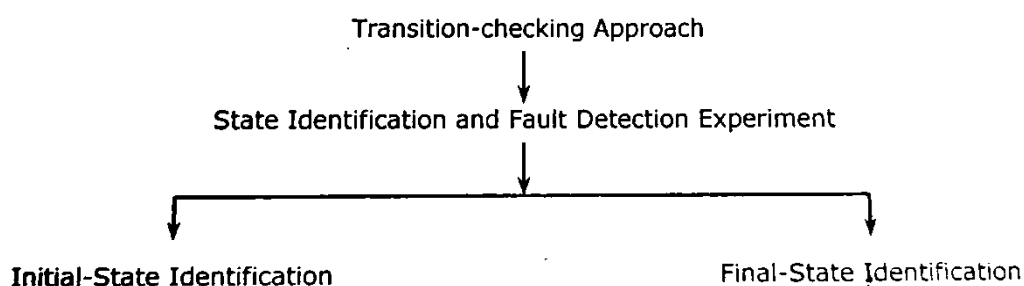 Transition-checking Approach
State Identification and Fault Detection Experiment
Initial-State Identification
Final-State Identification